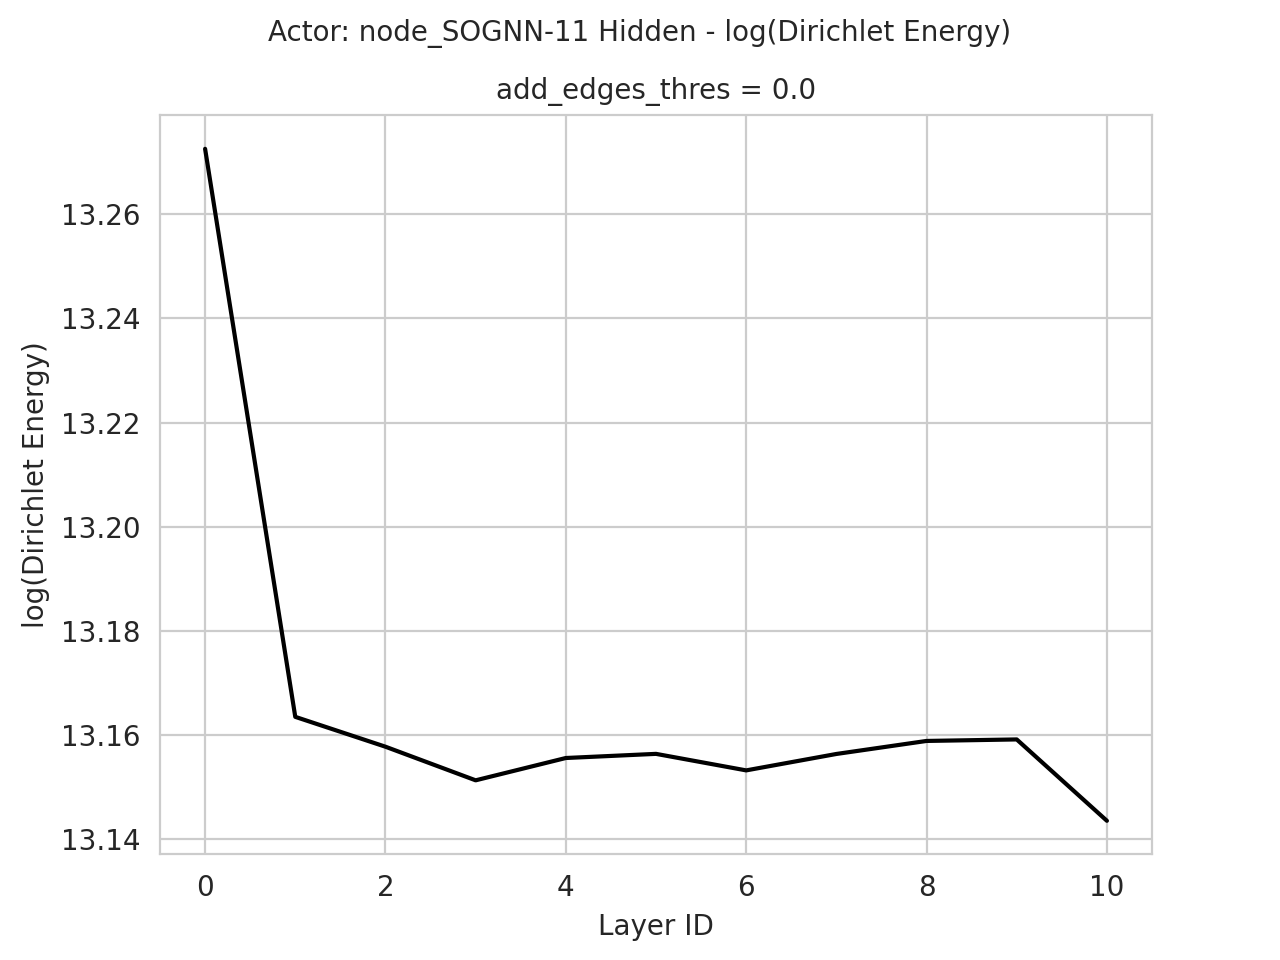 Actor: node_SOGNN-11 Hidden - log(Dirichlet Energy)
add_edges_thres = 0.0
log(Dirichlet Energy)
13.26
13.24
13.22
13.20
13.18
13.16
13.14
0 2 4 6 8 10
Layer ID